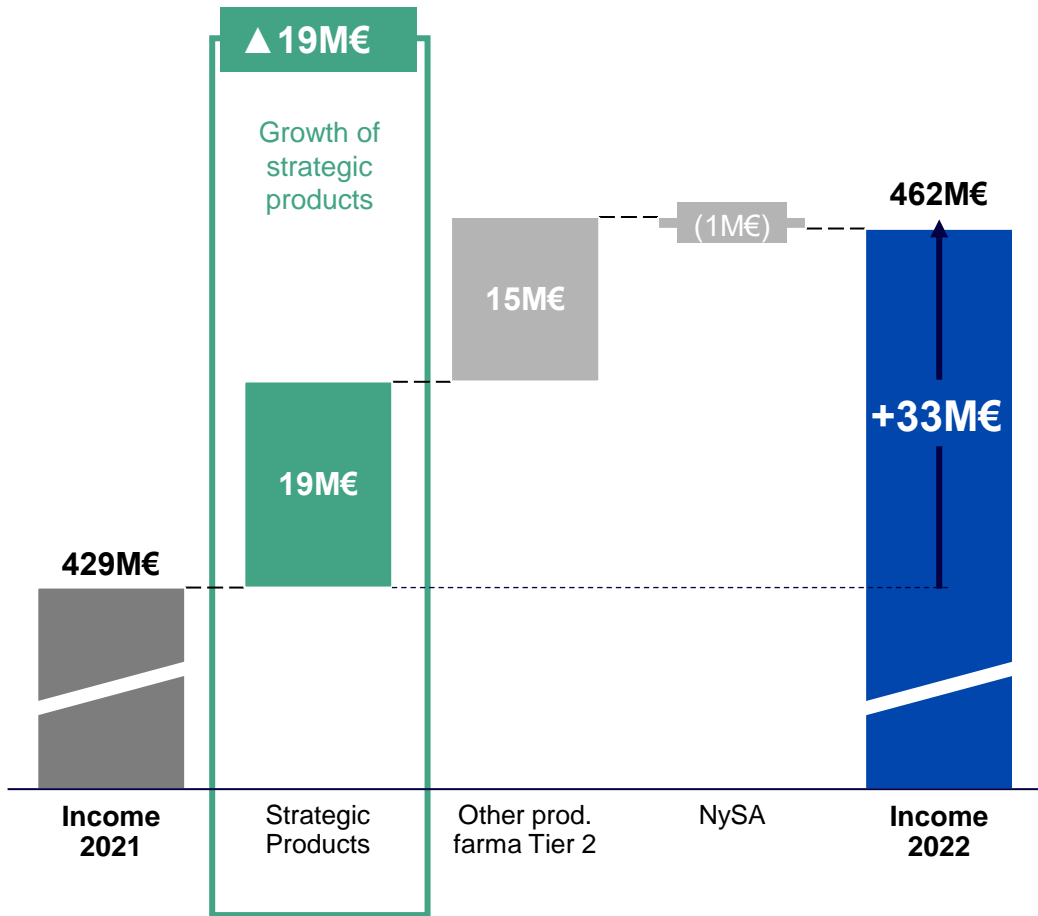 ▲19M€
Growth of
strategic
products
462M€
(1M€)
15M€
+33M€
19M€
429M€
Income
2021
Strategic
Products
Other prod.
farma Tier 2
NySA
Income
2022